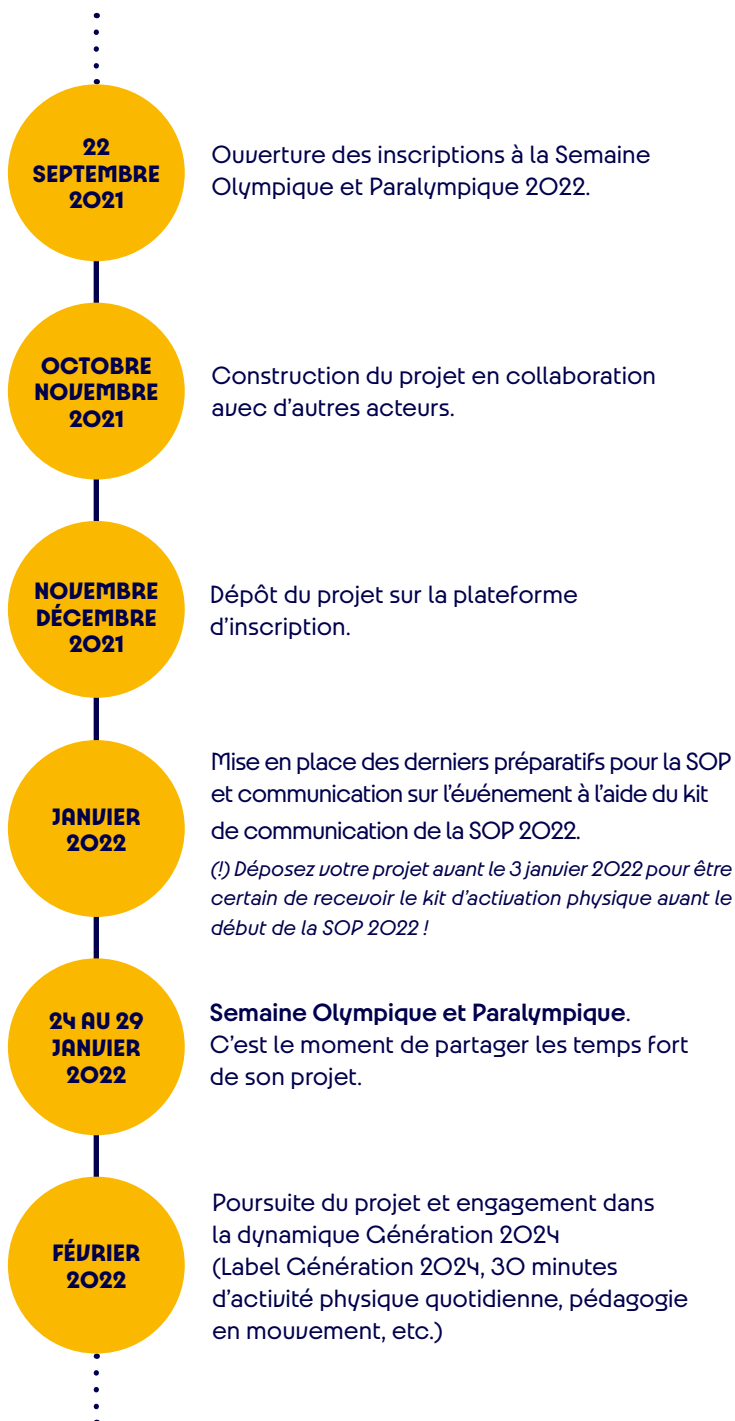 22
SEPTEMBRE
2021
Ouverture des inscriptions à la Semaine
Olympique et Paralympique 2022.
OCTOBRE
NOVEMBRE
2021
Construction du projet en collaboration
avec d'autres acteurs.
NOVEMBRE
DÉCEMBRE
2021
Dépôt du projet sur la plateforme
d'inscription.
JANVIER
2022
Mise en place des derniers préparatifs pour la SOP
et communication sur l'événement à l'aide du kit
de communication de la SOP 2022.
(!) Déposez votre projet avant le 3 janvier 2022 pour être
certain de recevoir le kit d'activation physique avant le
début de la SOP 2022 !
24 AU 29
JANVIER
2022
Semaine Olympique et Paralympique.
C'est le moment de partager les temps fort
de son projet.
FÉVRIER
2022
Poursuite du projet et engagement dans
la dynamique Génération 2024
(Label Génération 2024, 30 minutes
d'activité physique quotidienne, pédagogie
en mouvement, etc.)